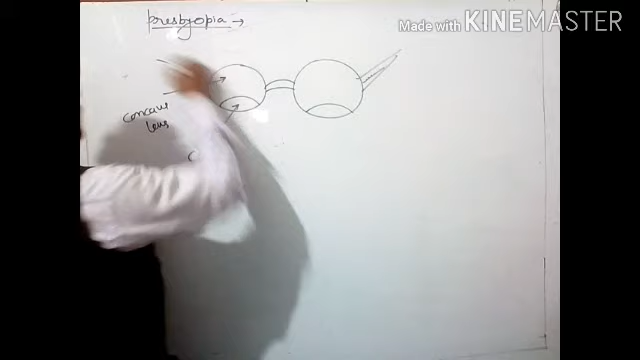 Made with KINEMASTER
Presbyopia →
Concave
lens
C